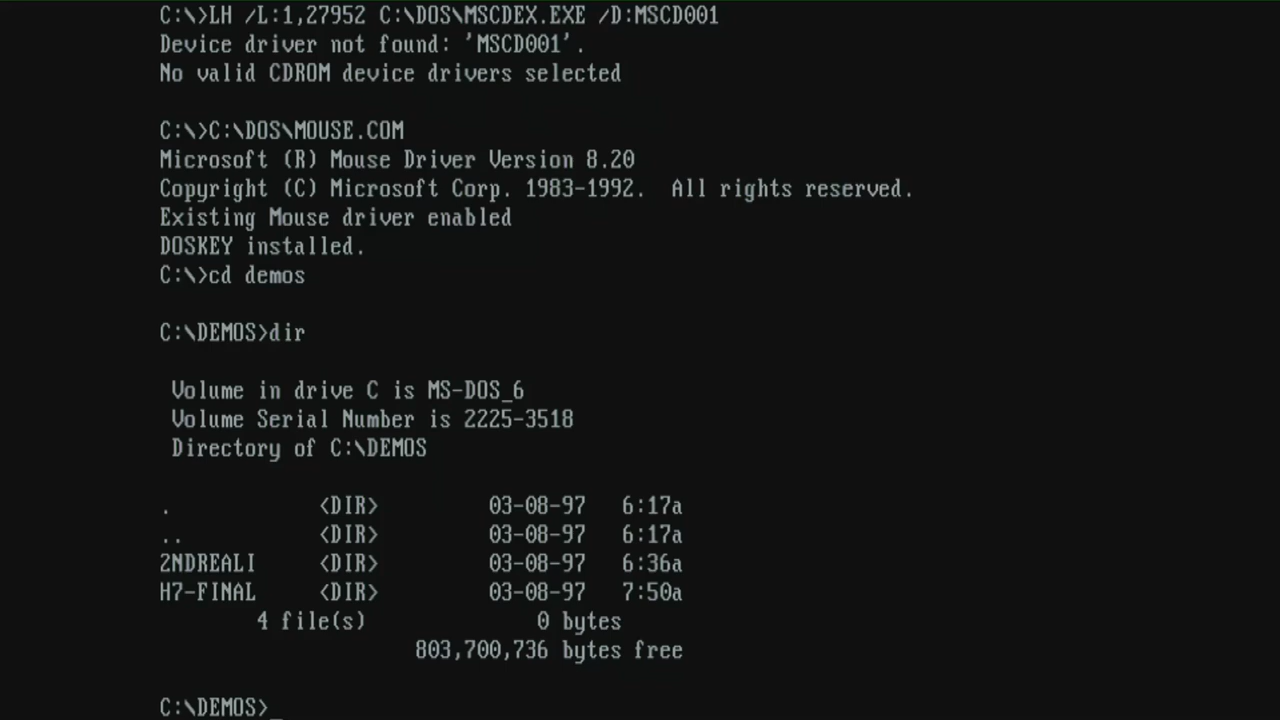 C:\>LH /L:1,27952 C:\DOS\MSCDEX.EXE /D:MSCD001
Device driver not found: 'MSCD001'.
No valid CDROM device drivers selected
C:\>C:\DOS\MOUSE.COM
Microsoft (R) Mouse Driver Version 8.20
Copyright (C) Microsoft Corp. 1983-1992.  All rights reserved.
Existing Mouse driver enabled
DOSKEY installed.
C:\>cd demos
C:\DEMOS>dir
Volume in drive C is MS-DOS_6
Volume Serial Number is 2225-3518
Directory of C:\DEMOS
.            <DIR>         03-08-97   6:17a
..           <DIR>         03-08-97   6:17a
2NDREALI     <DIR>         03-08-97   6:36a
H7-FINAL     <DIR>         03-08-97   7:50a
4 file(s)              0 bytes
803,700,736 bytes free
C:\DEMOS>_